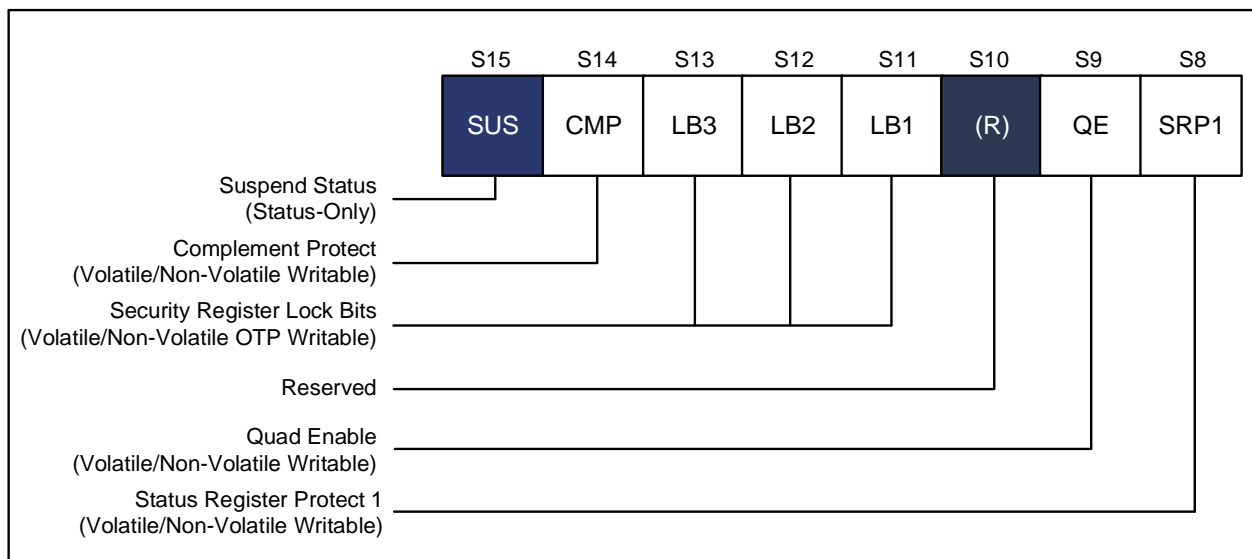 S15 S14 S13 S12 S11 S10 S9 S8
SUS CMP LB3 LB2 LB1 (R) QE SRP1
Suspend Status
(Status-Only)
Complement Protect
(Volatile/Non-Volatile Writable)
Security Register Lock Bits
(Volatile/Non-Volatile OTP Writable)
Reserved
Quad Enable
(Volatile/Non-Volatile Writable)
Status Register Protect 1
(Volatile/Non-Volatile Writable)